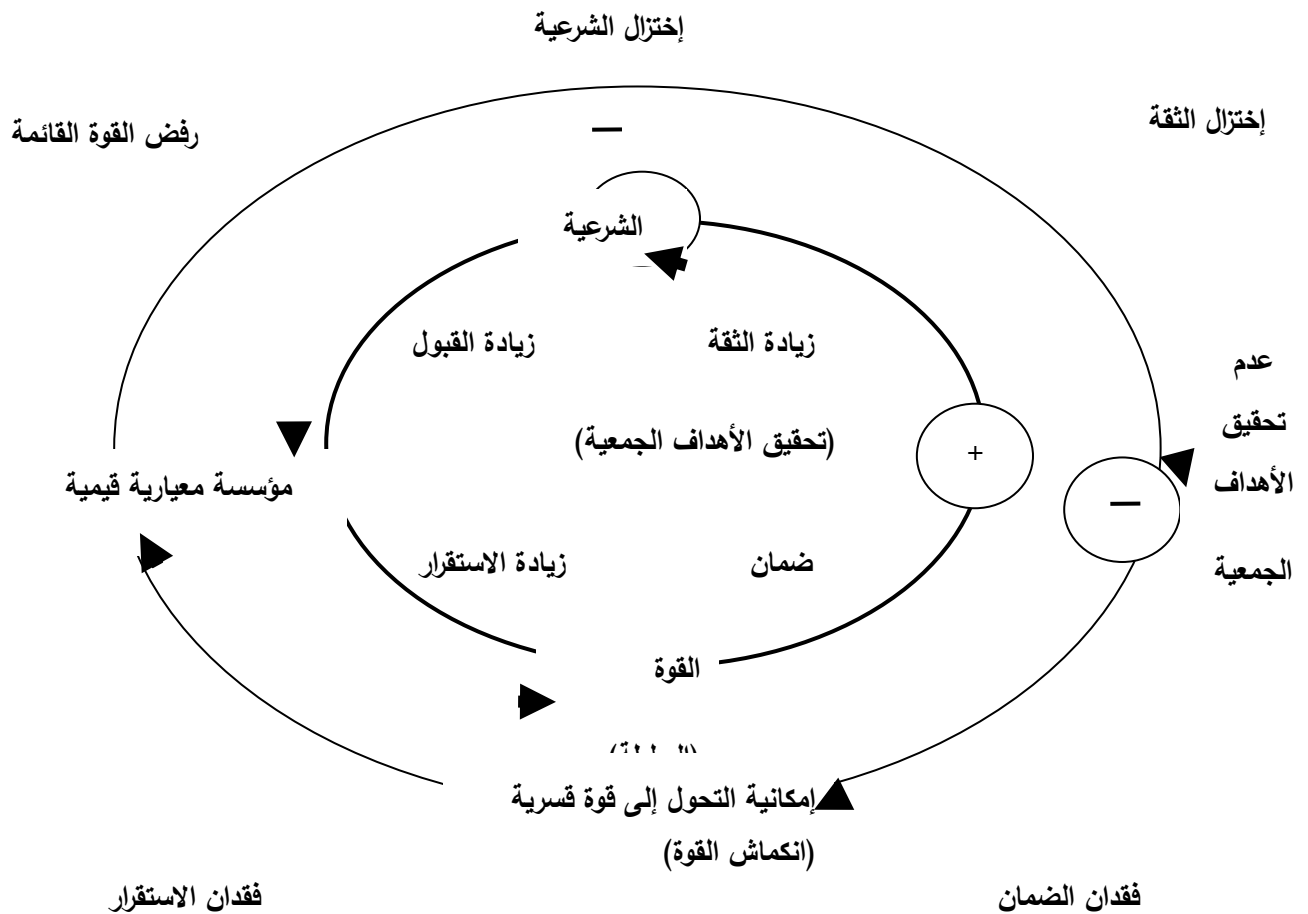 إختزال الشرعية
إختزال الثقة
رفض القوة القائمة
—
الشرعية
زيادة الثقة
زيادة القبول
عدم
تحقيق
الأهداف
الجمعية
(تحقيق الأهداف الجمعية)
+
—
مؤسسة معيارية قيمية
ضمان
زيادة الاستقرار
القوة
إمكانية التحول إلى قوة قسرية
(انكماش القوة)
فقدان الضمان
فقدان الاستقرار